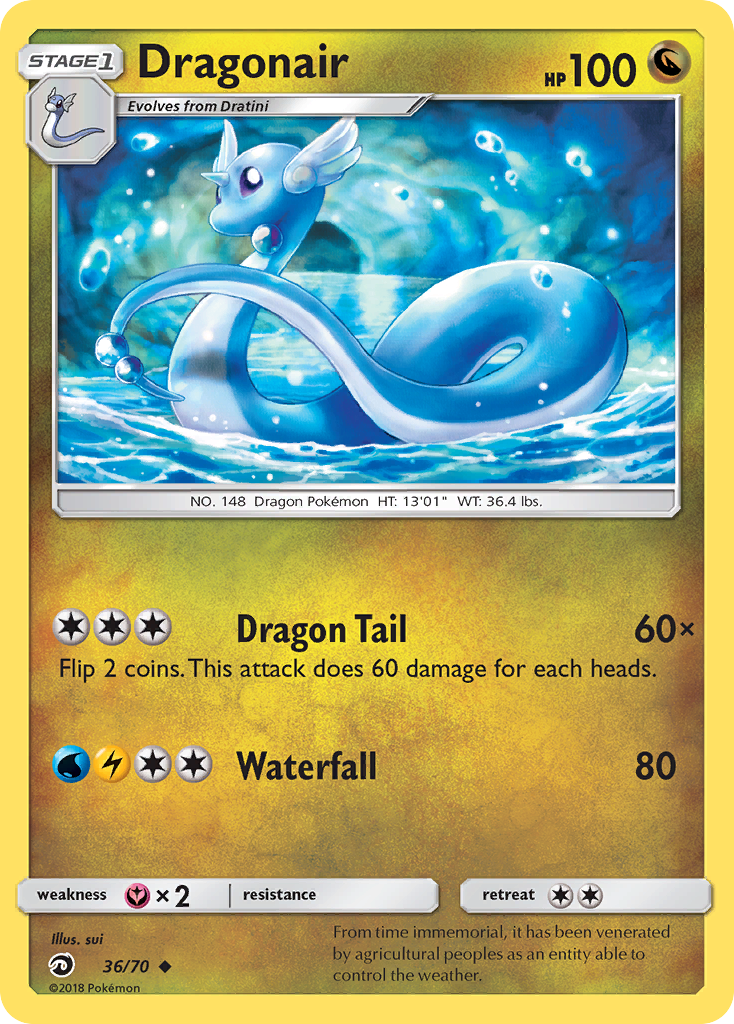 STAGE1
Dragonair
HP100
Evolves from Dratini
NO. 148 Dragon Pokémon HT: 13'01" WT: 36.4 lbs.
Dragon Tail 60×
Flip 2 coins. This attack does 60 damage for each heads.
Waterfall 80
weakness ×2 resistance retreat
Illus. sui
36/70
©2018 Pokémon
From time immemorial, it has been venerated
by agricultural peoples as an entity able to
control the weather.